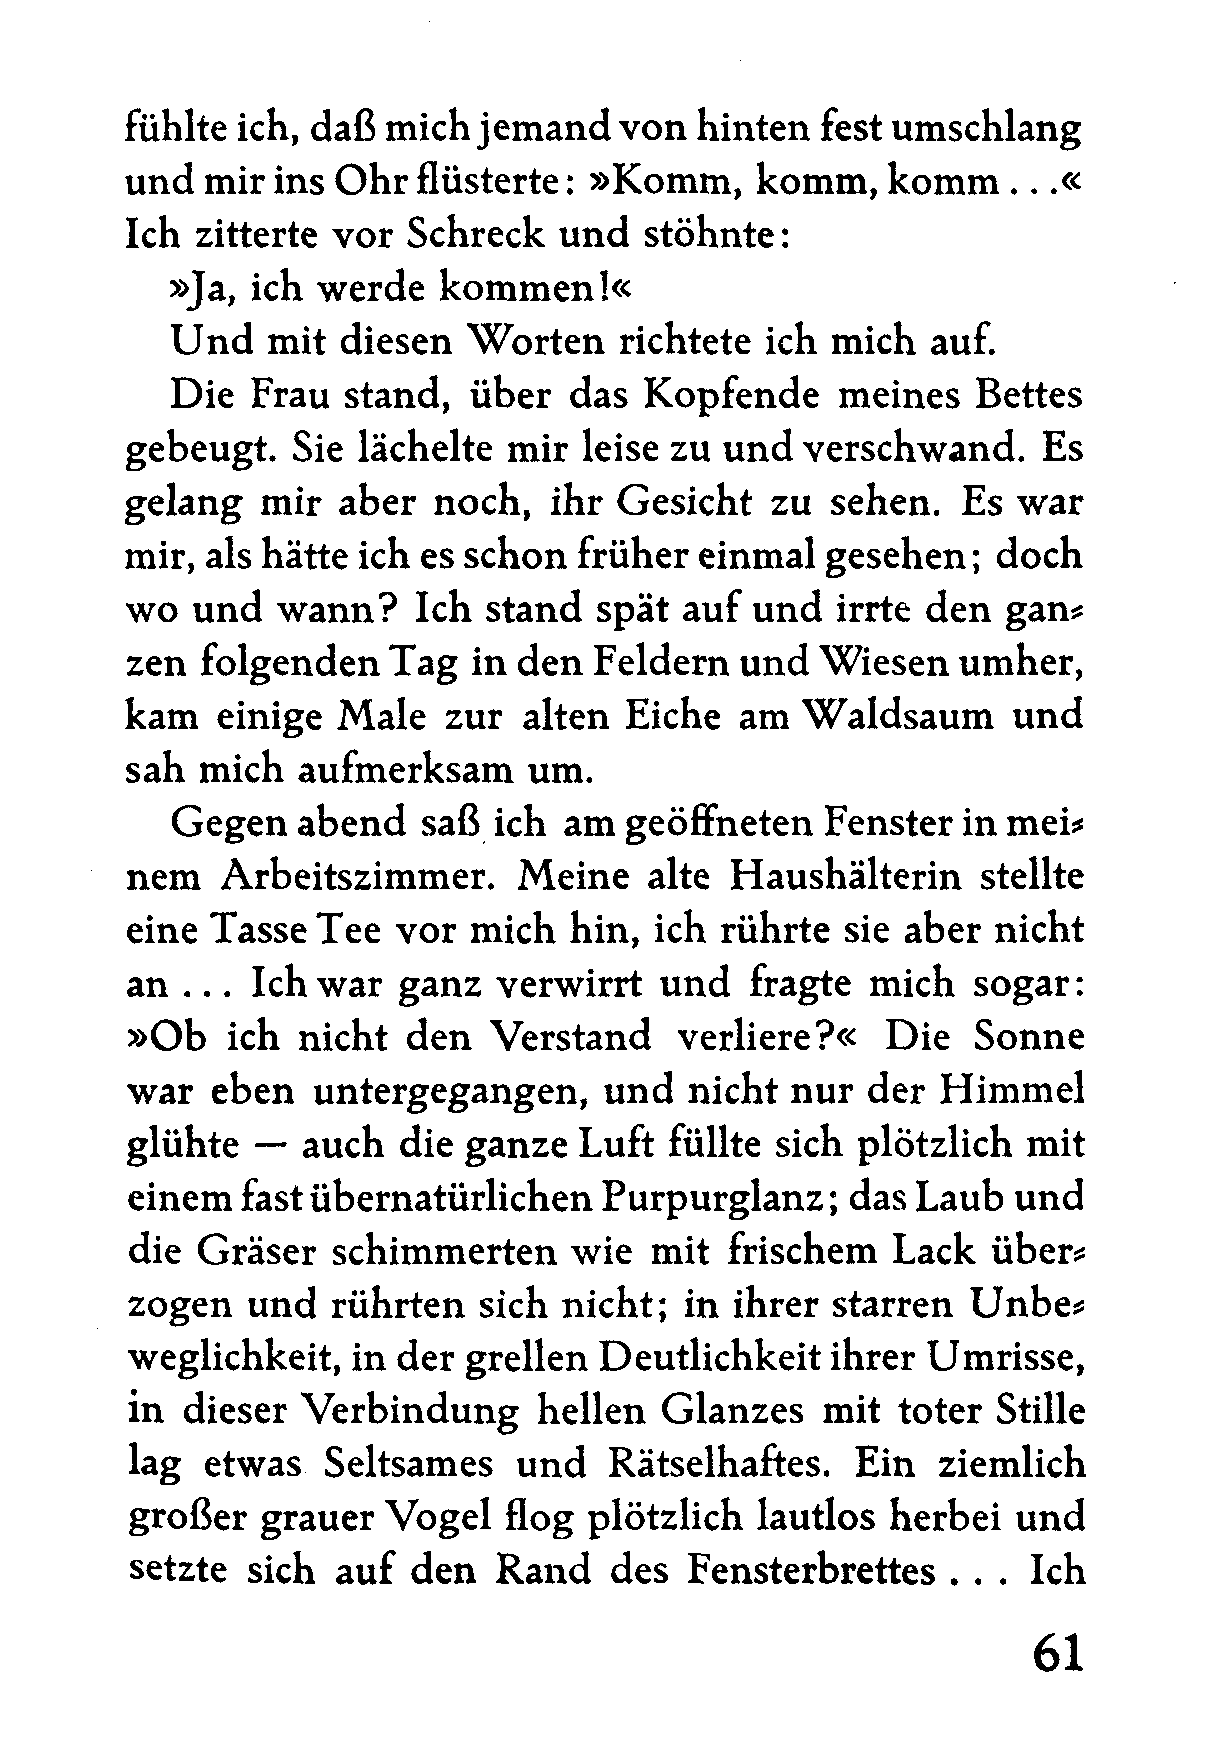 fühlte ich, daß mich jemand von hinten fest umschlang
und mir ins Ohr flüsterte: »Komm, komm, komm . . .«
Ich zitterte vor Schreck und stöhnte:
»Ja, ich werde kommen!«
Und mit diesen Worten richtete ich mich auf.
Die Frau stand, über das Kopfende meines Bettes
gebeugt. Sie lächelte mir leise zu und verschwand. Es
gelang mir aber noch, ihr Gesicht zu sehen. Es war
mir, als hätte ich es schon früher einmal gesehen; doch
wo und wann? Ich stand spät auf und irrte den gan⸗
zen folgenden Tag in den Feldern und Wiesen umher,
kam einige Male zur alten Eiche am Waldsaum und
sah mich aufmerksam um.
Gegen abend saß ich am geöffneten Fenster in mei⸗
nem Arbeitszimmer. Meine alte Haushälterin stellte
eine Tasse Tee vor mich hin, ich rührte sie aber nicht
an . . . Ich war ganz verwirrt und fragte mich sogar:
»Ob ich nicht den Verstand verliere?« Die Sonne
war eben untergegangen, und nicht nur der Himmel
glühte — auch die ganze Luft füllte sich plötzlich mit
einem fast übernatürlichen Purpurglanz; das Laub und
die Gräser schimmerten wie mit frischem Lack über⸗
zogen und rührten sich nicht; in ihrer starren Unbe⸗
weglichkeit, in der grellen Deutlichkeit ihrer Umrisse,
in dieser Verbindung hellen Glanzes mit toter Stille
lag etwas Seltsames und Rätselhaftes. Ein ziemlich
großer grauer Vogel flog plötzlich lautlos herbei und
setzte sich auf den Rand des Fensterbrettes . . . Ich
61